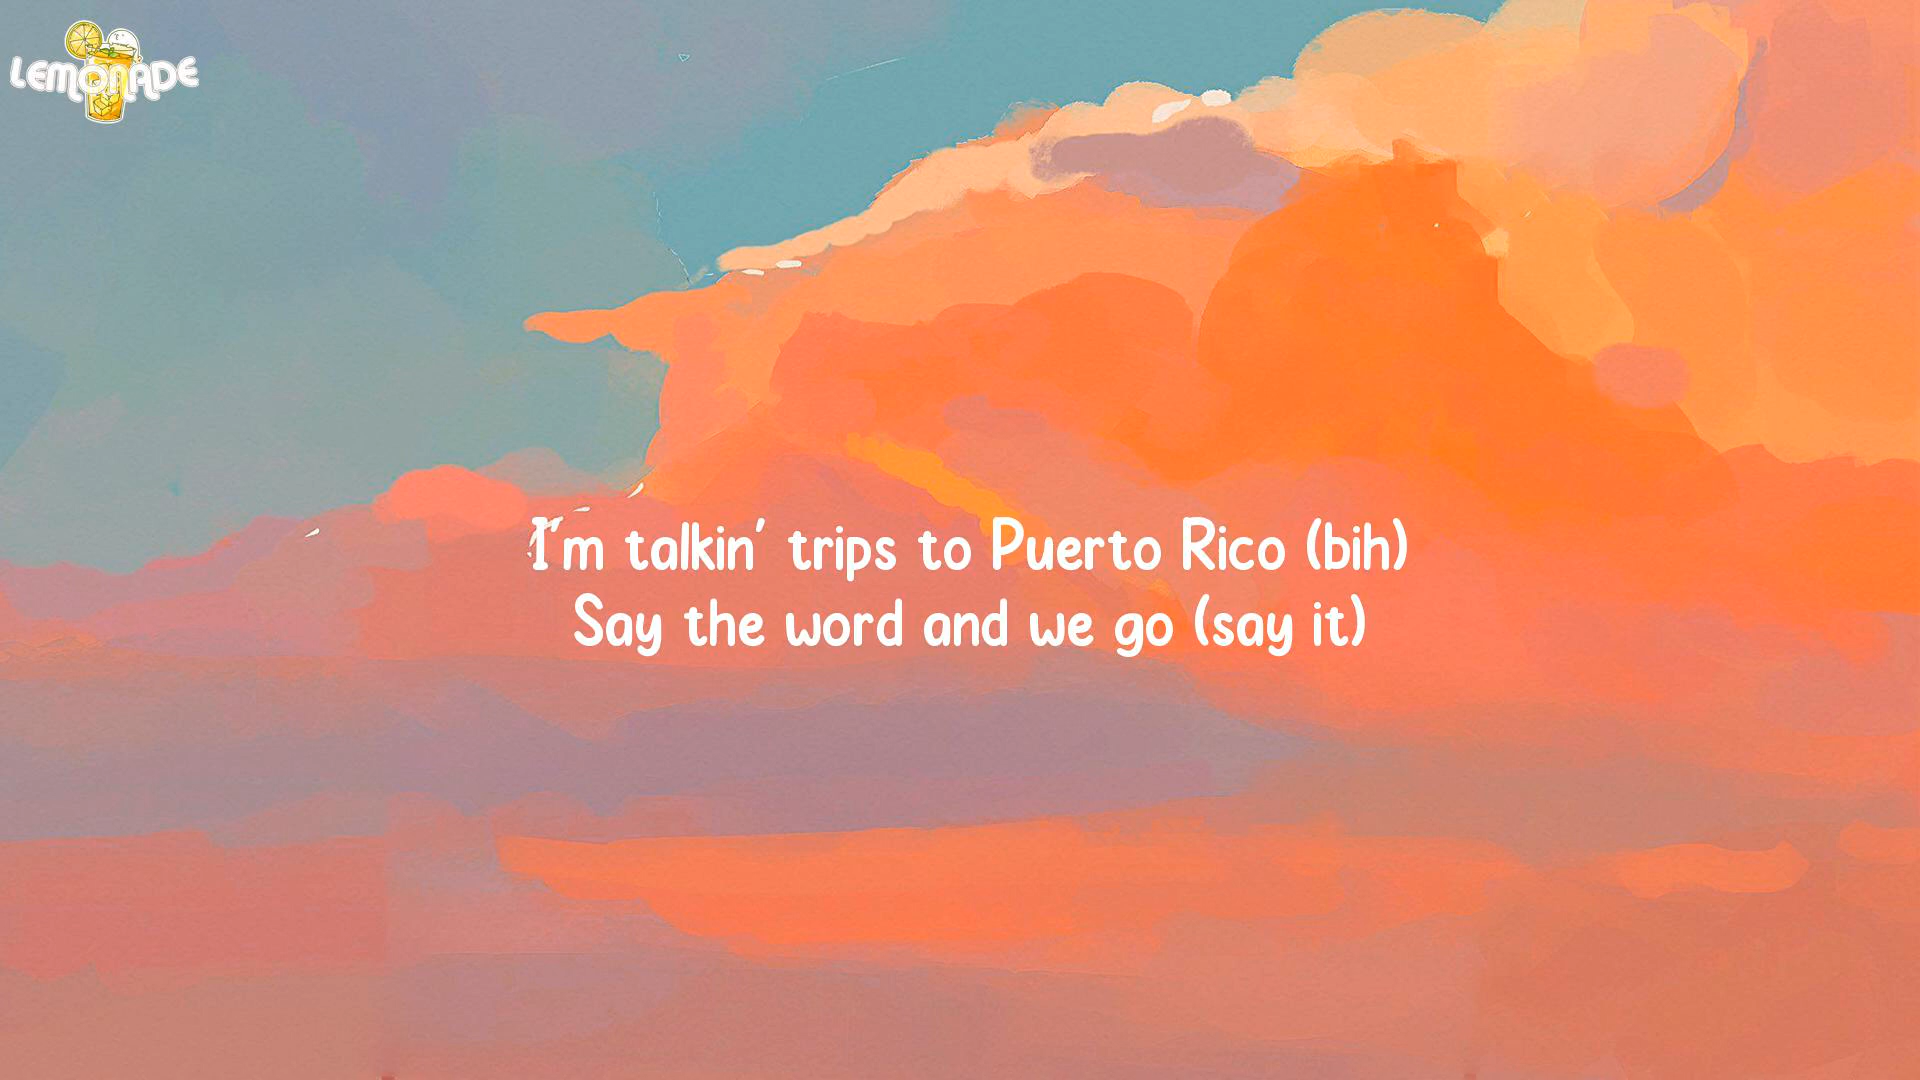 LEMONADE
I'm talkin' trips to Puerto Rico (bih)
Say the word and we go (say it)